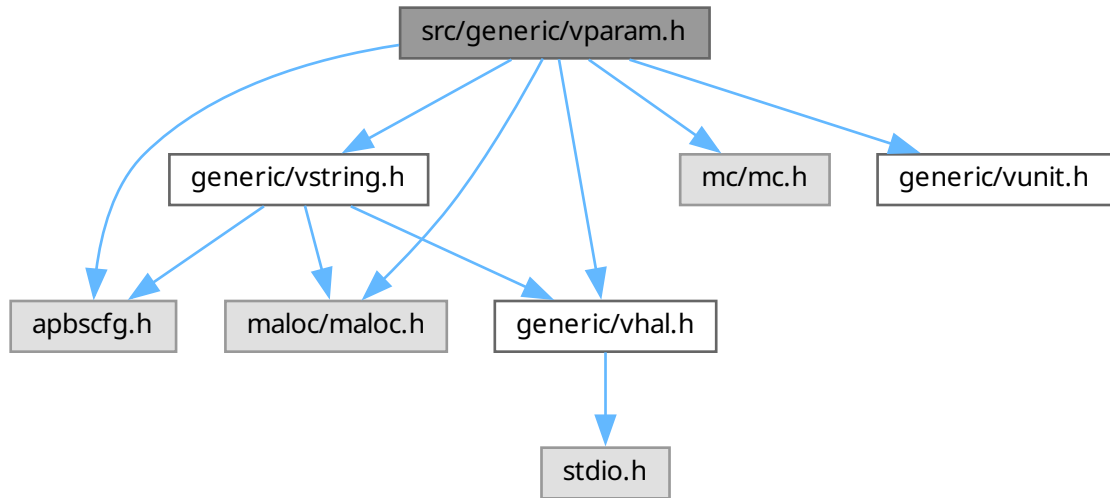 src/generic/vparam.h
generic/vstring.h
mc/mc.h
generic/vunit.h
apbscfg.h
maloc/maloc.h
generic/vhal.h
stdio.h